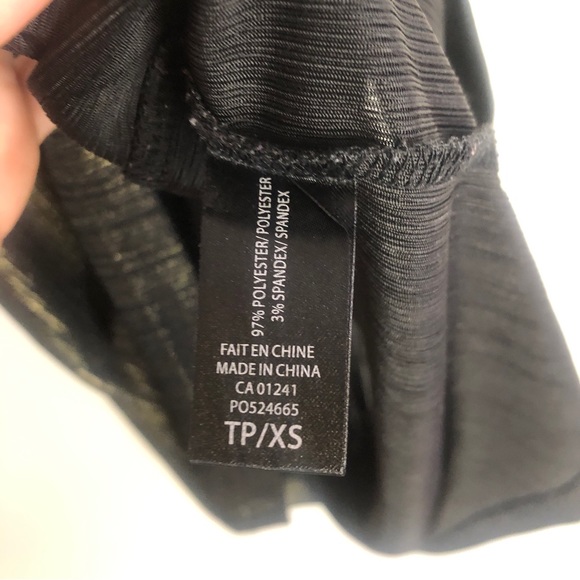 97% POLYESTER/ POLYESTER
3% SPANDEX/ SPANDEX
FAIT EN CHINE
MADE IN CHINA
CA 01241
PO524665
TP/XS